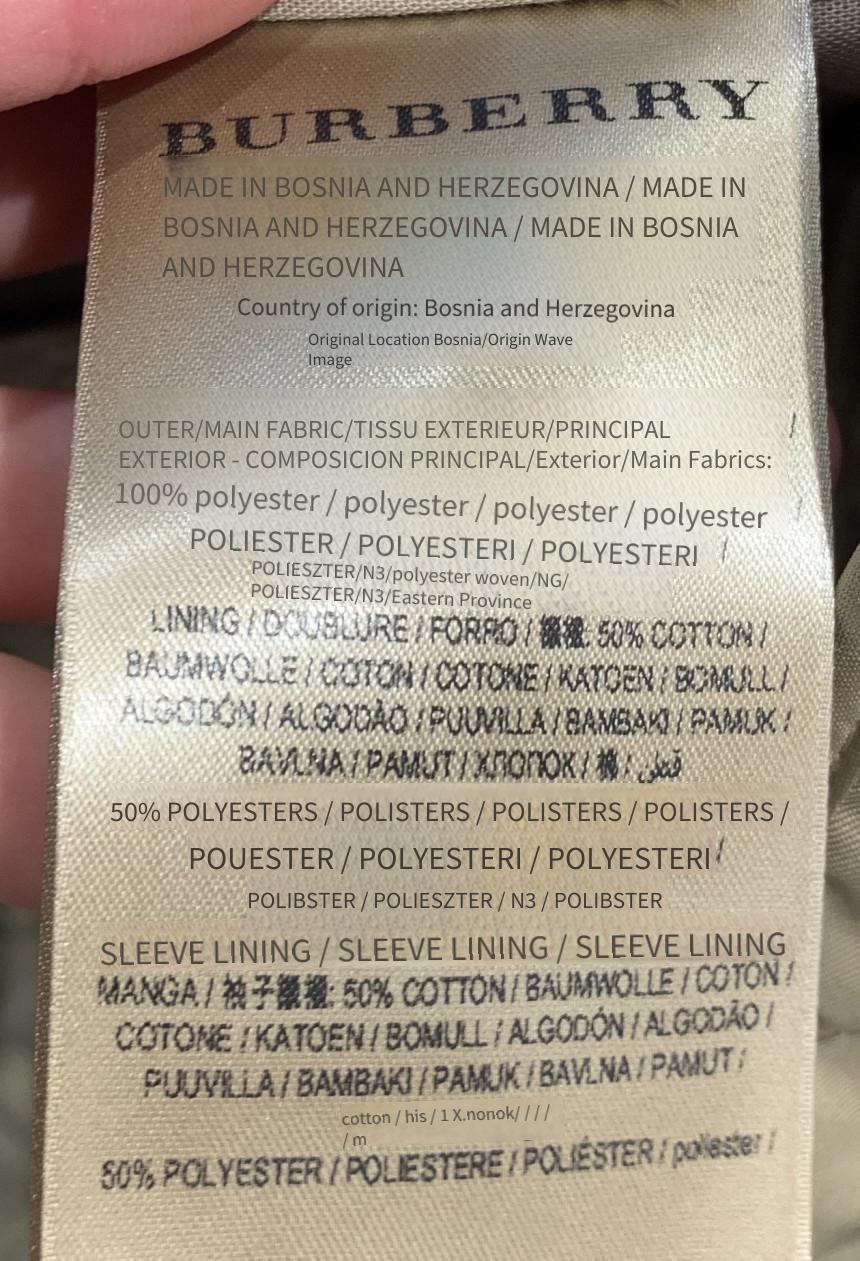 BURBERRY
MADE IN BOSNIA AND HERZEGOVINA / MADE IN
BOSNIA AND HERZEGOVINA / MADE IN BOSNIA
AND HERZEGOVINA
Country of origin: Bosnia and Herzegovina
Original Location Bosnia/Origin Wave
Image
OUTER/MAIN FABRIC/TISSU EXTERIEUR/PRINCIPAL
EXTERIOR - COMPOSICION PRINCIPAL/Exterior/Main Fabrics:
100% polyester / polyester / polyester / polyester
POLIESTER / POLYESTERI / POLYESTERI /
POLIESZTER/N3/polyester woven/NG/
POLIESZTER/N3/Eastern Province
LINING / DOUBLURE / FORRO / : 50% COTTON /
BAUMWOLLE / COTON / COTONE / KATOEN / BOMULL /
ALGODÓN / ALGODÃO / PUUVILLA / BAMBAKI / PAMUK /
BAVLNA / PAMUT / ХЛОПОК / 棉 / قطن
50% POLYESTERS / POLISTERS / POLISTERS / POLISTERS /
POUESTER / POLYESTERI / POLYESTERI /
POLIBSTER / POLIESZTER / N3 / POLIBSTER
SLEEVE LINING / SLEEVE LINING / SLEEVE LINING
MANGA / 袖子 : 50% COTTON / BAUMWOLLE / COTON /
COTONE / KATOEN / BOMULL / ALGODÓN / ALGODÃO /
PUUVILLA / BAMBAKI / PAMUK / BAVLNA / PAMUT /
cotton / his / 1 X.nonok/ / / /
/ m
50% POLYESTER / POLIESTERE / POLIÉSTER / poliester /